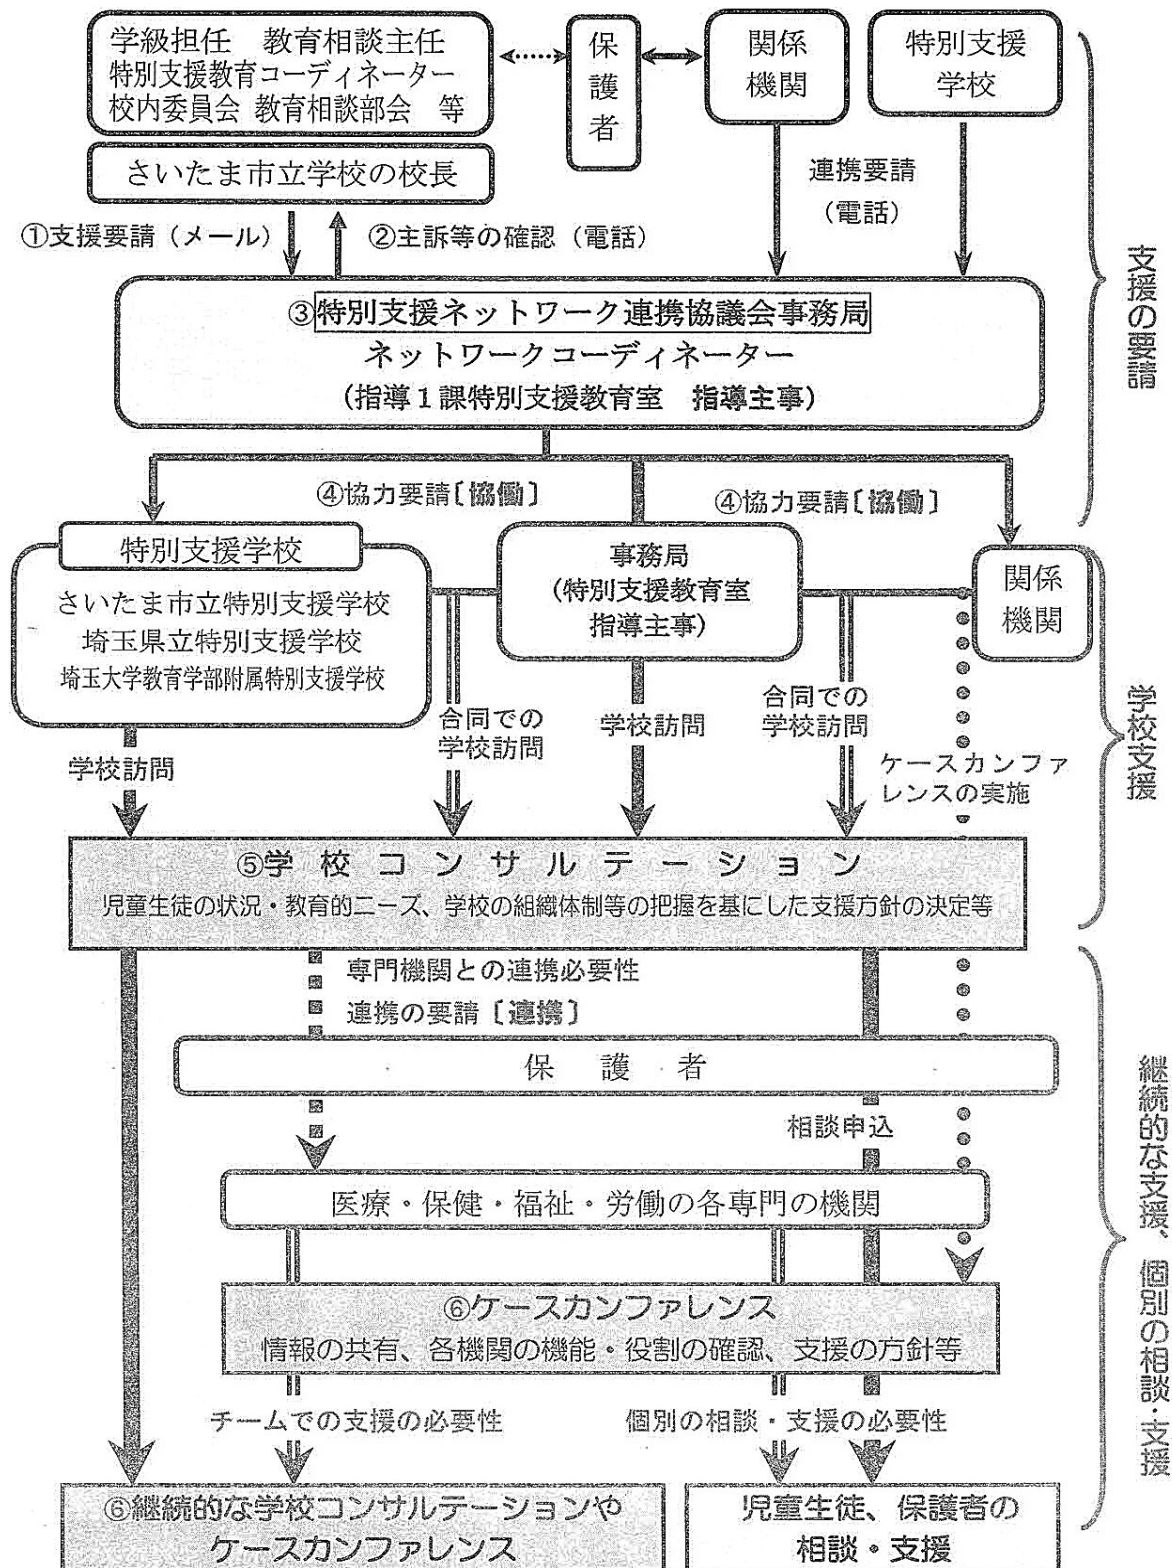 学級担任　教育相談主任
特別支援教育コーディネーター
校内委員会 教育相談部会　等
保護者
関係
機関
特別支援
学校
さいたま市立学校の校長
連携要請
（電話）
①支援要請（メール）
②主訴等の確認（電話）
支援の要請
③特別支援ネットワーク連携協議会事務局
ネットワークコーディネーター
（指導１課特別支援教育室　指導主事）
④協力要請〔協働〕
④協力要請〔協働〕
特別支援学校
さいたま市立特別支援学校
埼玉県立特別支援学校
埼玉大学教育学部附属特別支援学校
事務局
（特別支援教育室
指導主事）
関係
機関
学校訪問
合同での
学校訪問
学校訪問
合同での
学校訪問
ケースカンファ
レンスの実施
学校支援
⑤学校コンサルテーション
児童生徒の状況・教育的ニーズ、学校の組織体制等の把握を基にした支援方針の決定等
専門機関との連携必要性
連携の要請〔連携〕
保　護　者
相談申込
医療・保健・福祉・労働の各専門の機関
⑥ケースカンファレンス
情報の共有、各機関の機能・役割の確認、支援の方針等
チームでの支援の必要性
個別の相談・支援の必要性
継続的な支援、個別の相談・支援
⑥継続的な学校コンサルテーションや
ケースカンファレンス
児童生徒、保護者の
相談・支援